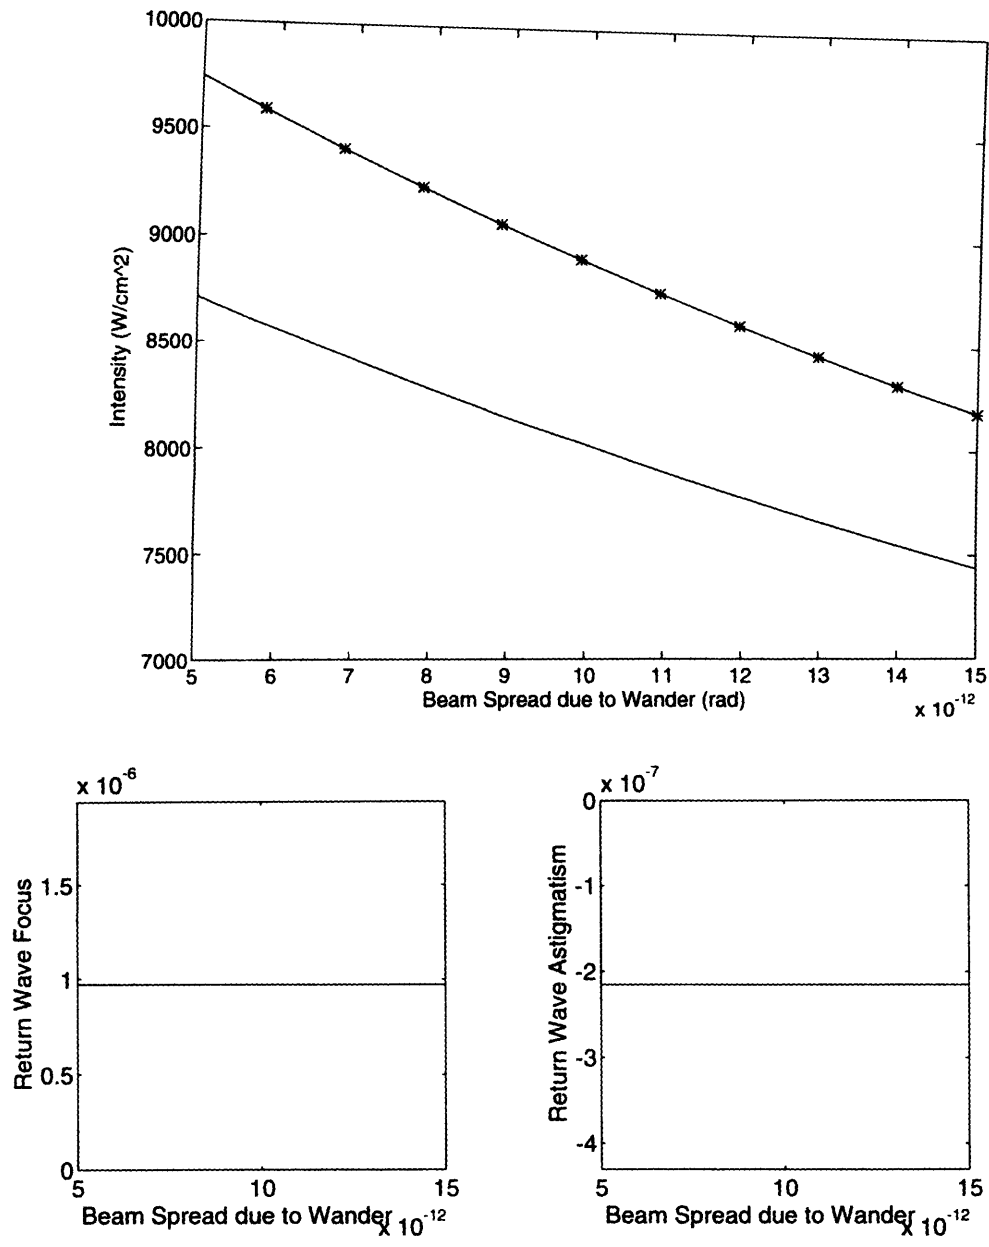 10000
9500
9000
8500
8000
7500
7000
Intensity (W/cm^2)
5 6 7 8 9 10 11 12 13 14 15
Beam Spread due to Wander (rad)
x 10^-12
x 10^-6
1.5
1
0.5
0
Return Wave Focus
5 10 15
Beam Spread due to Wander
x 10^-12
x 10^-7
0
-1
-2
-3
-4
Return Wave Astigmatism
5 10 15
Beam Spread due to Wander
x 10^-12